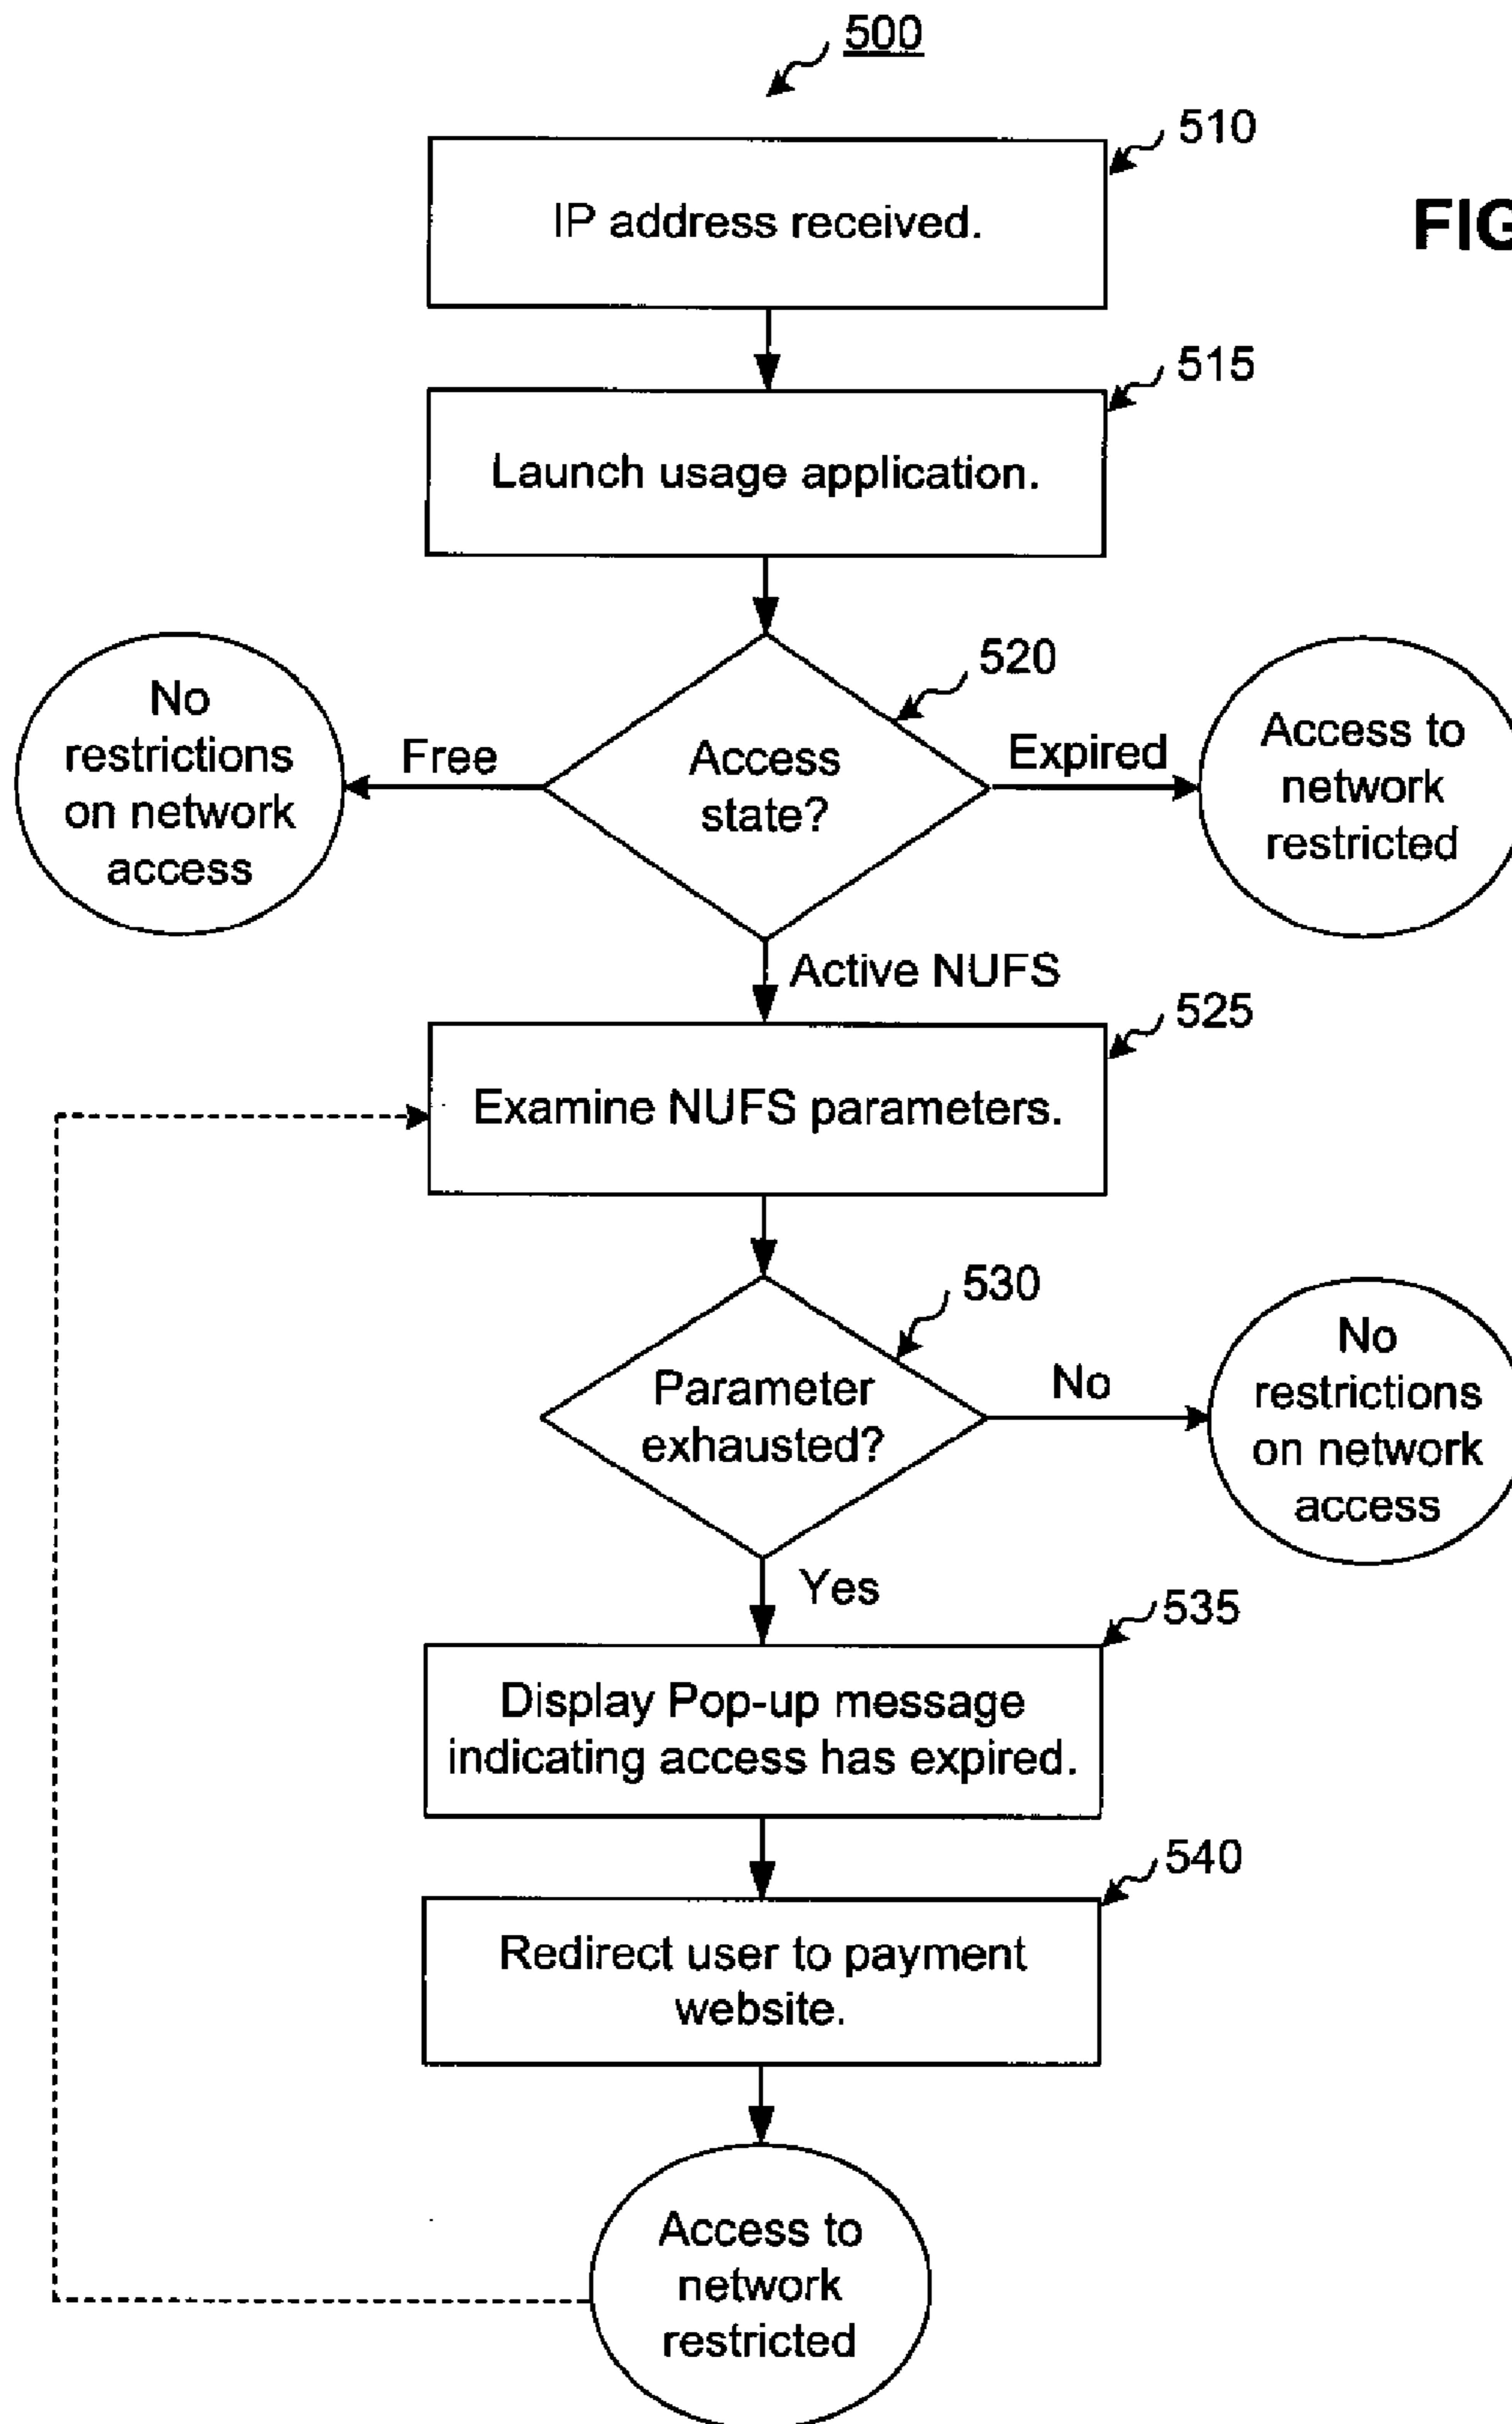 500
510
IP address received.
FIG
515
Launch usage application.
520
No
restrictions
on network
access
Free
Access
state?
Expired
Access to
network
restricted
Active NUFS
525
Examine NUFS parameters.
530
Parameter
exhausted?
No
No
restrictions
on network
access
Yes
535
Display Pop-up message
indicating access has expired.
540
Redirect user to payment
website.
Access to
network
restricted